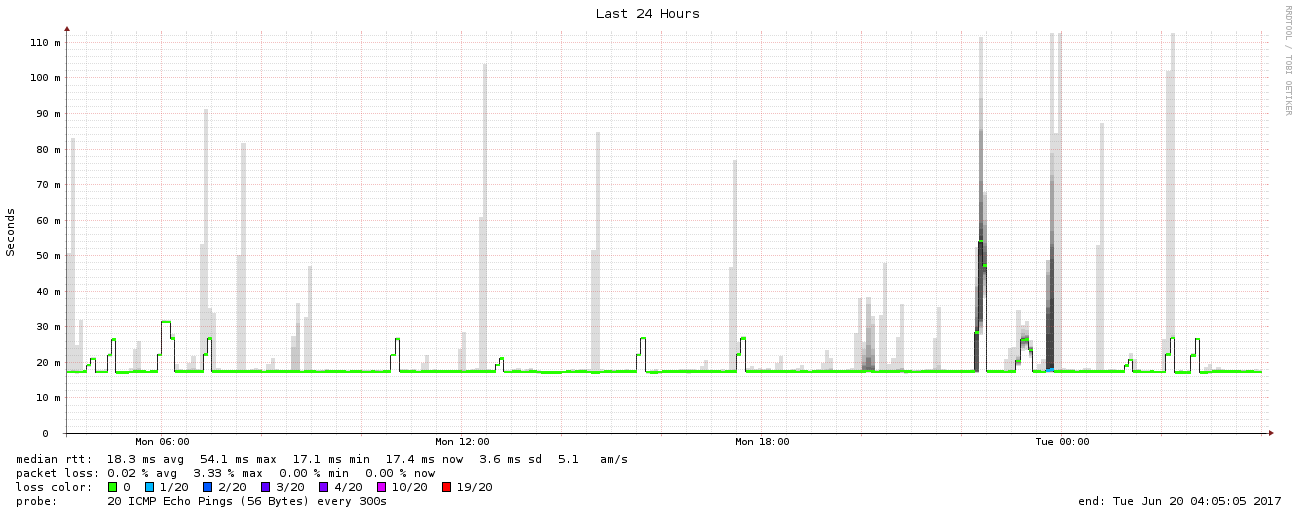 Last 24 Hours
RRDTOOL / TOBI OETIKER
Seconds
110 m
100 m
90 m
80 m
70 m
60 m
50 m
40 m
30 m
20 m
10 m
0
Mon 06:00 Mon 12:00 Mon 18:00 Tue 00:00
median rtt: 18.3 ms avg 54.1 ms max 17.1 ms min 17.4 ms now 3.6 ms sd 5.1 am/s
packet loss: 0.02 % avg 3.33 % max 0.00 % min 0.00 % now
loss color: 0 1/20 2/20 3/20 4/20 10/20 19/20
probe: 20 ICMP Echo Pings (56 Bytes) every 300s end: Tue Jun 20 04:05:05 2017